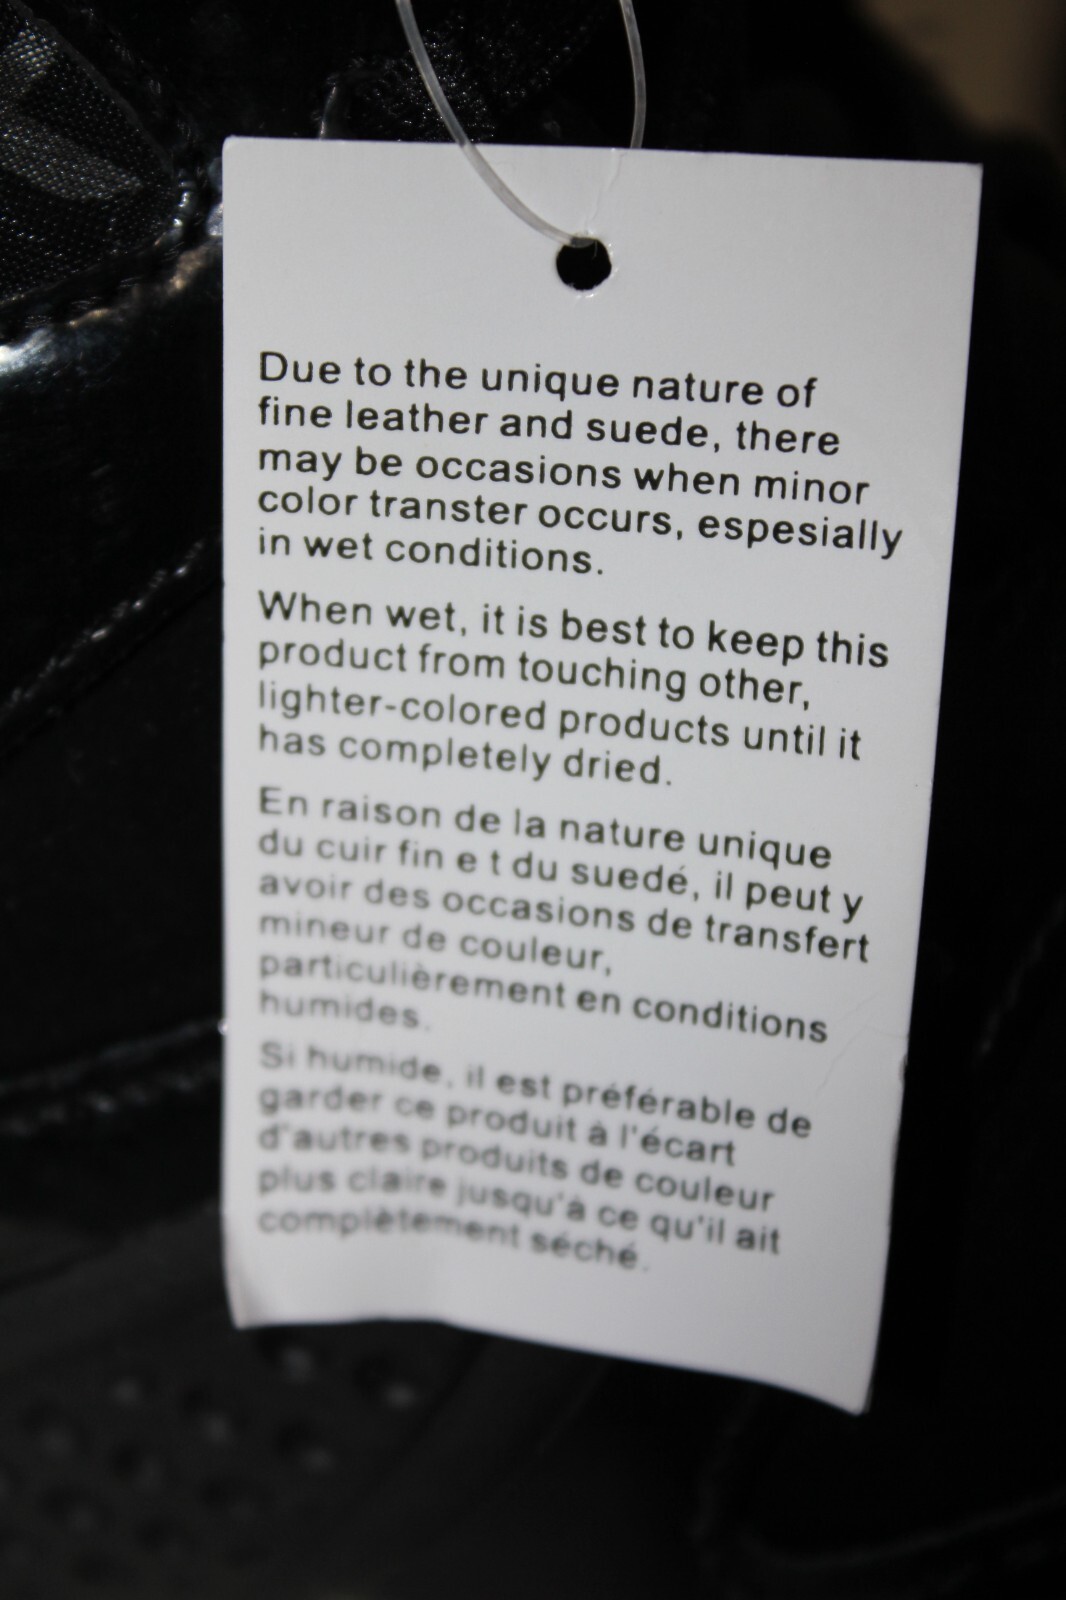 Due to the unique nature of
fine leather and suede, there
may be occasions when minor
color transter occurs, espesially
in wet conditions.
When wet, it is best to keep this
product from touching other,
lighter-colored products until it
has completely dried.
En raison de la nature unique
du cuir fin e t du suedé, il peut y
avoir des occasions de transfert
mineur de couleur,
particulièrement en conditions
humides.
Si humide, il est préférable de
garder ce produit à l'écart
d'autres produits de couleur
plus claire jusqu'à ce qu'il ait
complètement séché.